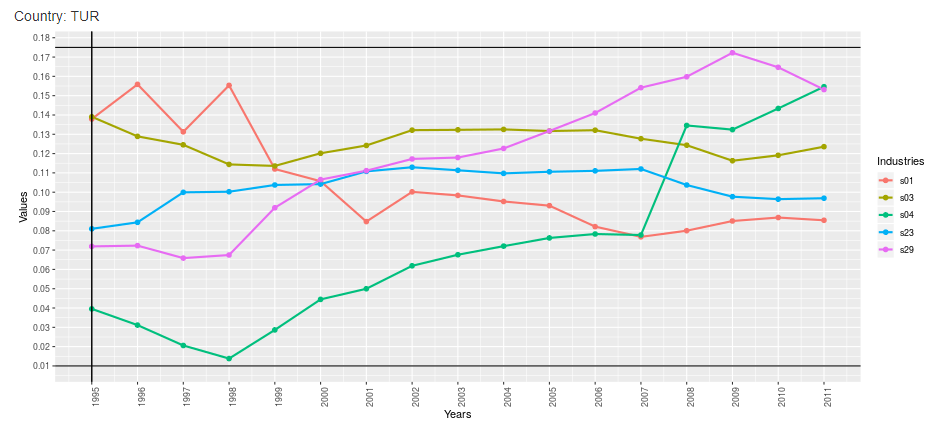 Country: TUR
0.18
0.17
0.16
0.15
0.14
0.13
0.12
0.11
0.10
0.09
0.08
0.07
0.06
0.05
0.04
0.03
0.02
0.01
Values
1995 1996 1997 1998 1999 2000 2001 2002 2003 2004 2005 2006 2007 2008 2009 2010 2011
Years
Industries
s01
s03
s04
s23
s29